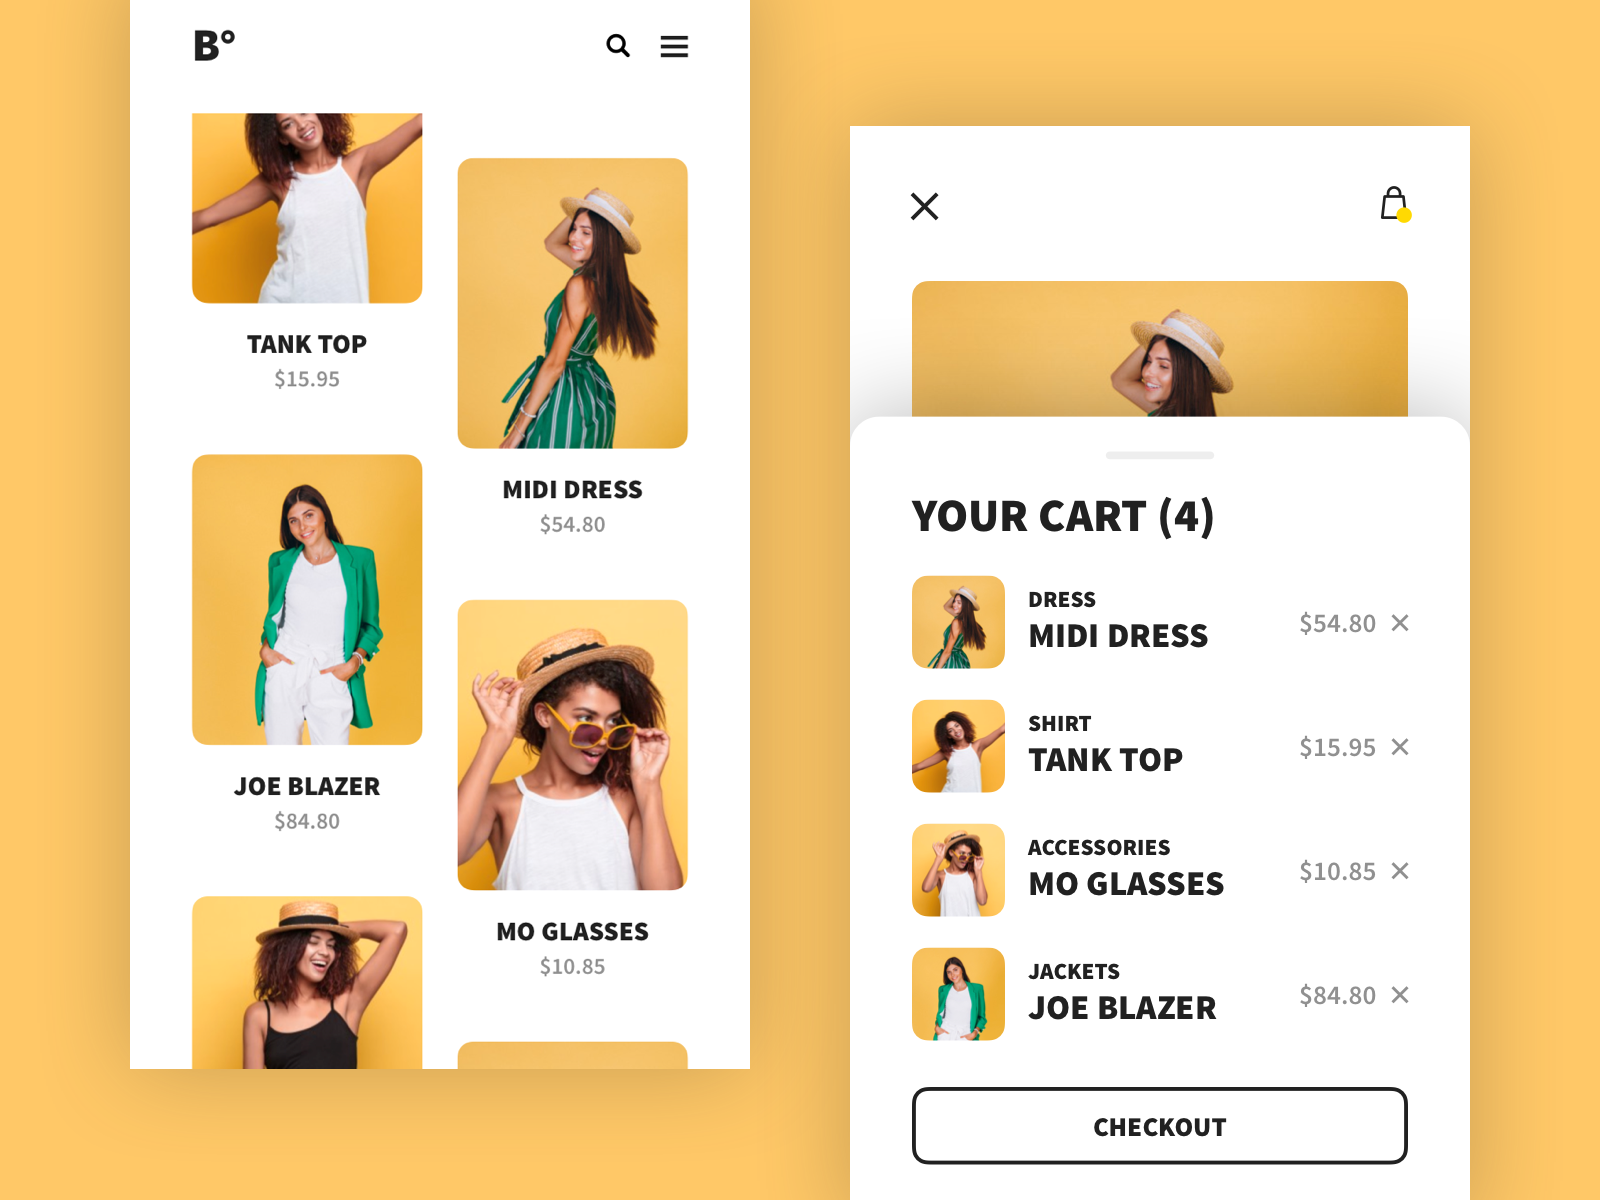 B°
TANK TOP
$15.95
MIDI DRESS
$54.80
JOE BLAZER
$84.80
MO GLASSES
$10.85
YOUR CART (4)
DRESS
MIDI DRESS
$54.80
SHIRT
TANK TOP
$15.95
ACCESSORIES
MO GLASSES
$10.85
JACKETS
JOE BLAZER
$84.80
CHECKOUT